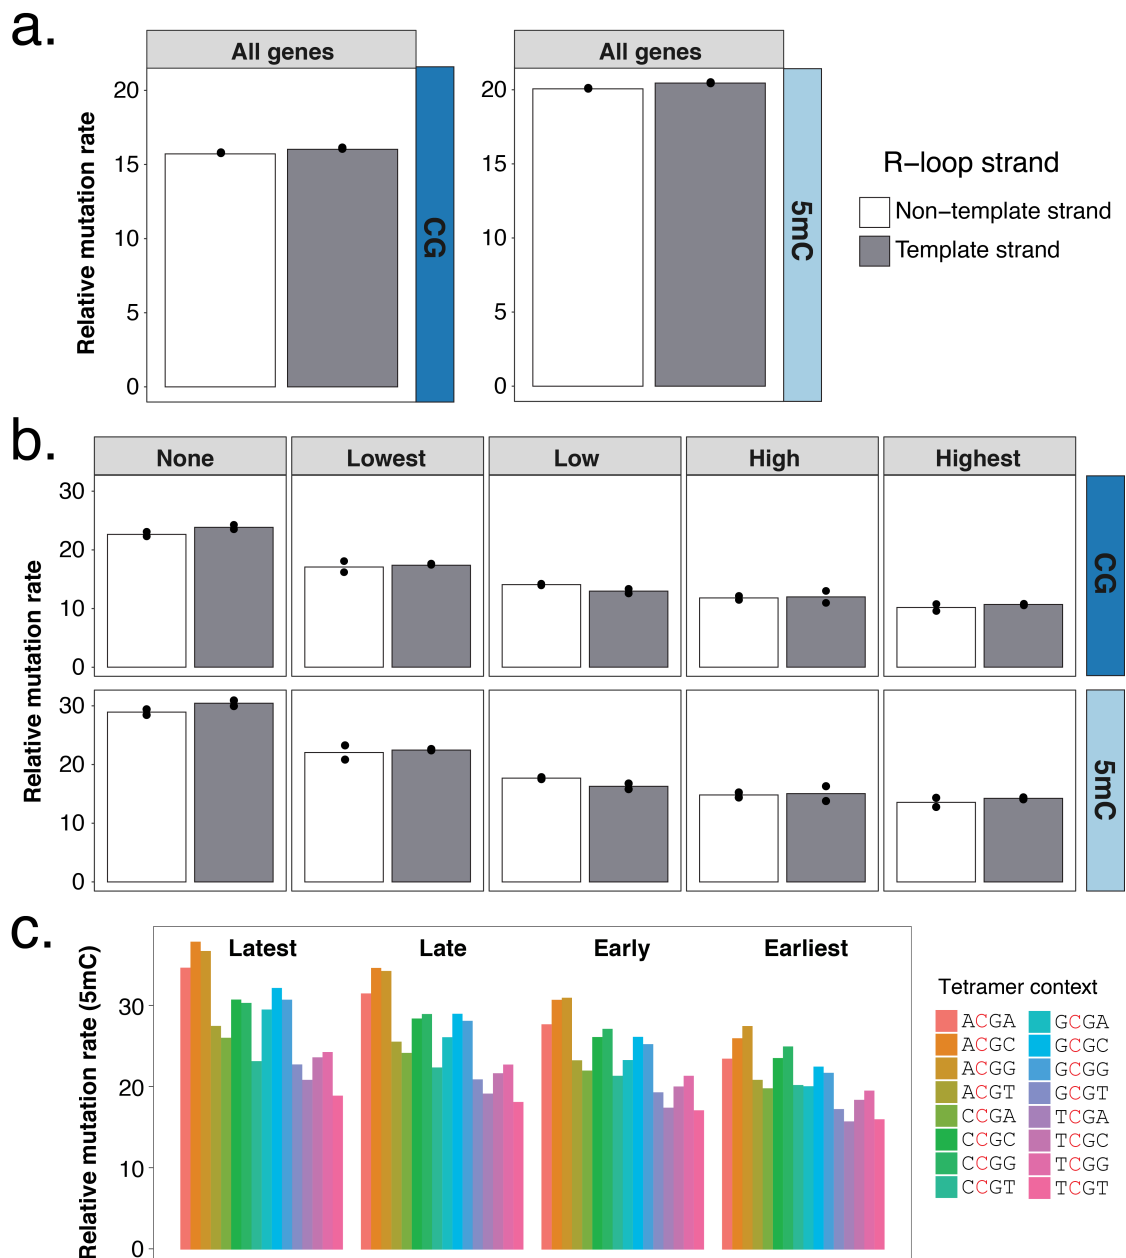 a.
All genes
All genes
Relative mutation rate
20
15
10
5
0
CG
20
15
10
5
0
5mC
R−loop strand
Non−template strand
Template strand
b.
None
Lowest
Low
High
Highest
Relative mutation rate
30
20
10
0
CG
Relative mutation rate
30
20
10
0
5mC
c.
Relative mutation rate (5mC)
Latest
Late
Early
Earliest
30
20
10
0
Tetramer context
ACGA
ACGC
ACGG
ACGT
CCGA
CCGC
CCGG
CCGT
GCGA
GCGC
GCGG
GCGT
TCGA
TCGC
TCGG
TCGT